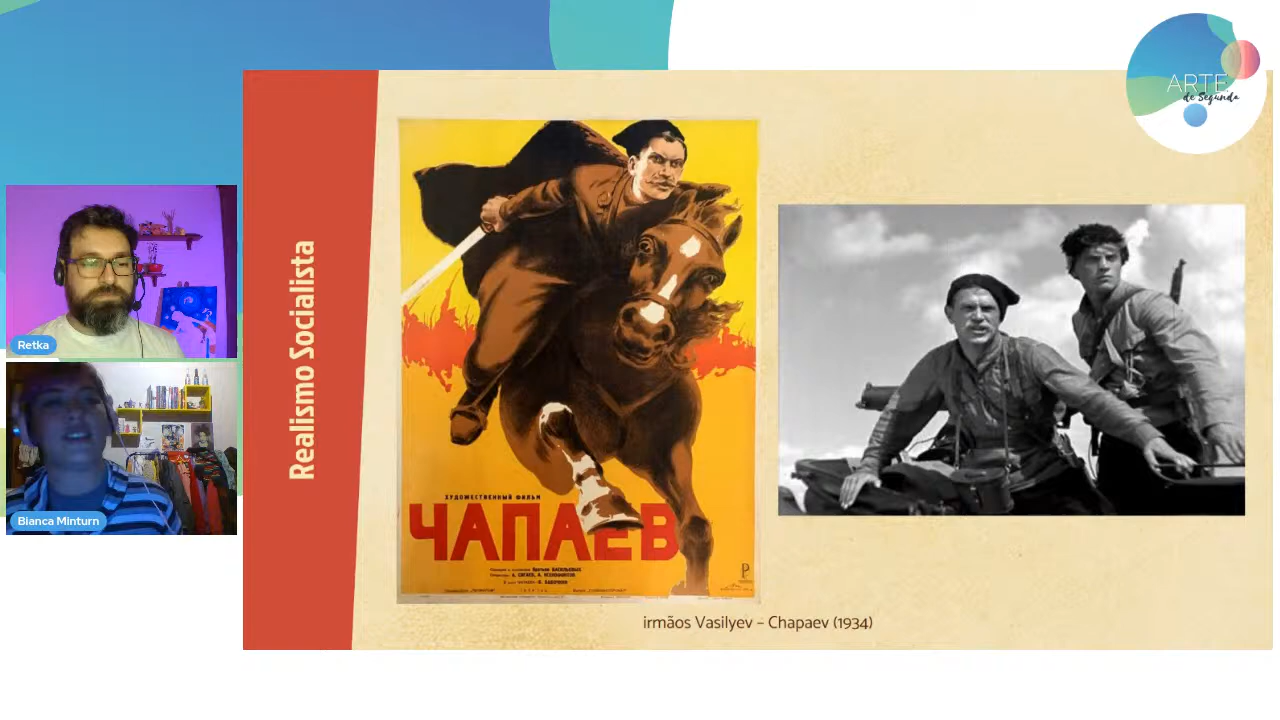 ARTE
de Segunda
Retka
Bianca Minturn
Realismo Socialista
ХУДОЖЕСТВЕННЫЙ ФИЛЬМ
ЧАПАЕВ
irmãos Vasilyev – Chapaev (1934)